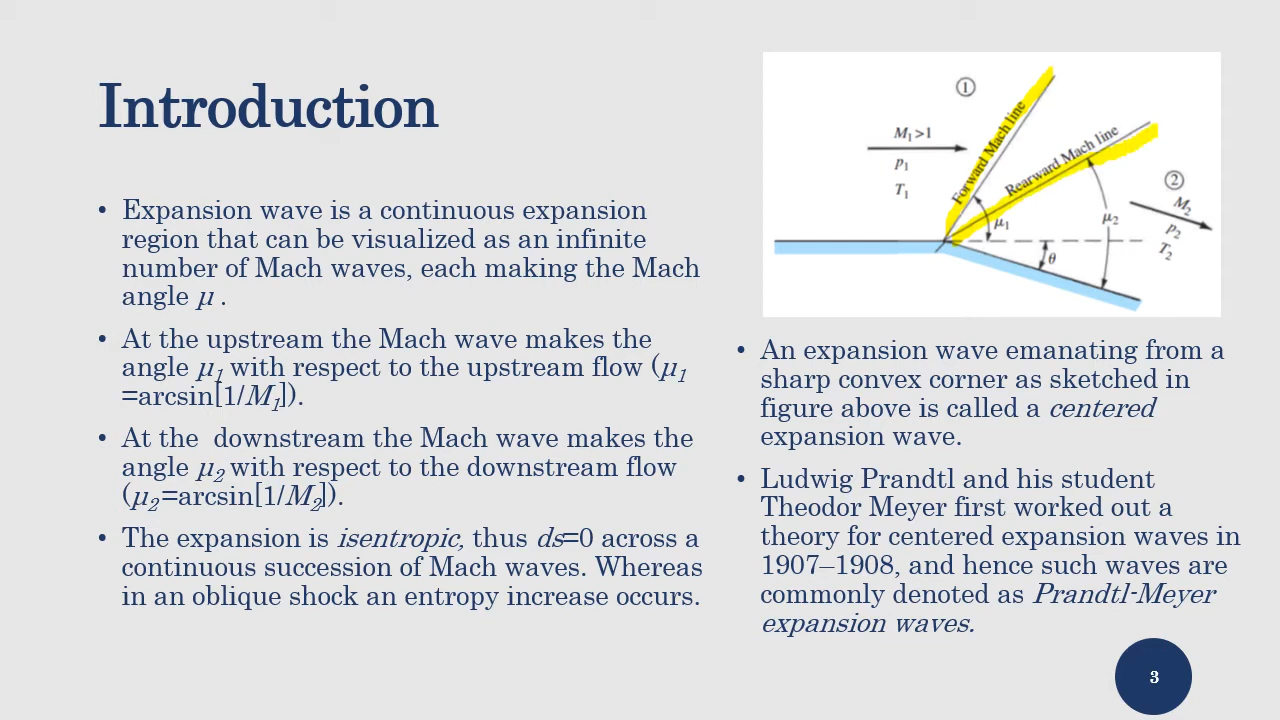 Introduction
• Expansion wave is a continuous expansion
region that can be visualized as an infinite
number of Mach waves, each making the Mach
angle μ .
• At the upstream the Mach wave makes the
angle μ1 with respect to the upstream flow (μ1
=arcsin[1/M1]).
• At the  downstream the Mach wave makes the
angle μ2 with respect to the downstream flow
(μ2=arcsin[1/M2]).
• The expansion is isentropic, thus ds=0 across a
continuous succession of Mach waves. Whereas
in an oblique shock an entropy increase occurs.
①
M1>1
p1
T1
Forward Mach line
Rearward Mach line
μ1
μ2
θ
②
M2
p2
T2
• An expansion wave emanating from a
sharp convex corner as sketched in
figure above is called a centered
expansion wave.
• Ludwig Prandtl and his student
Theodor Meyer first worked out a
theory for centered expansion waves in
1907–1908, and hence such waves are
commonly denoted as Prandtl-Meyer
expansion waves.
3